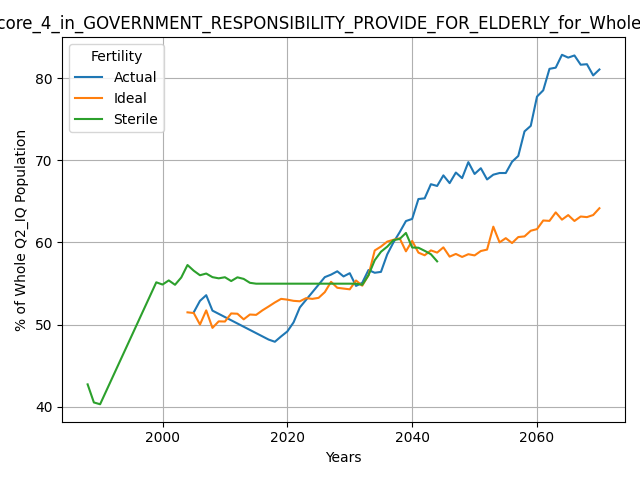 core_4_in_GOVERNMENT_RESPONSIBILITY_PROVIDE_FOR_ELDERLY_for_Whole
Fertility
Actual
Ideal
Sterile
% of Whole Q2_IQ Population
80
70
60
50
40
2000
2020
2040
2060
Years